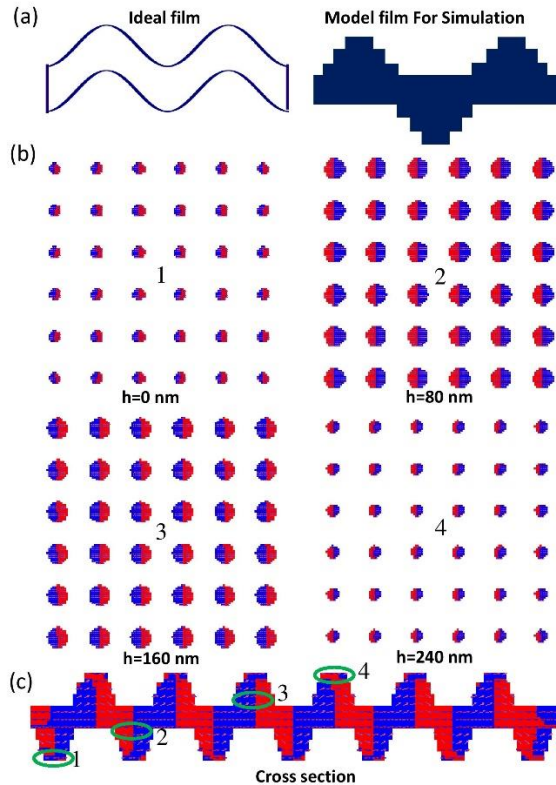 (a)
Ideal film
Model film For Simulation
(b)
1
2
h=0 nm
h=80 nm
3
4
h=160 nm
h=240 nm
(c)
4
3
2
1
Cross section